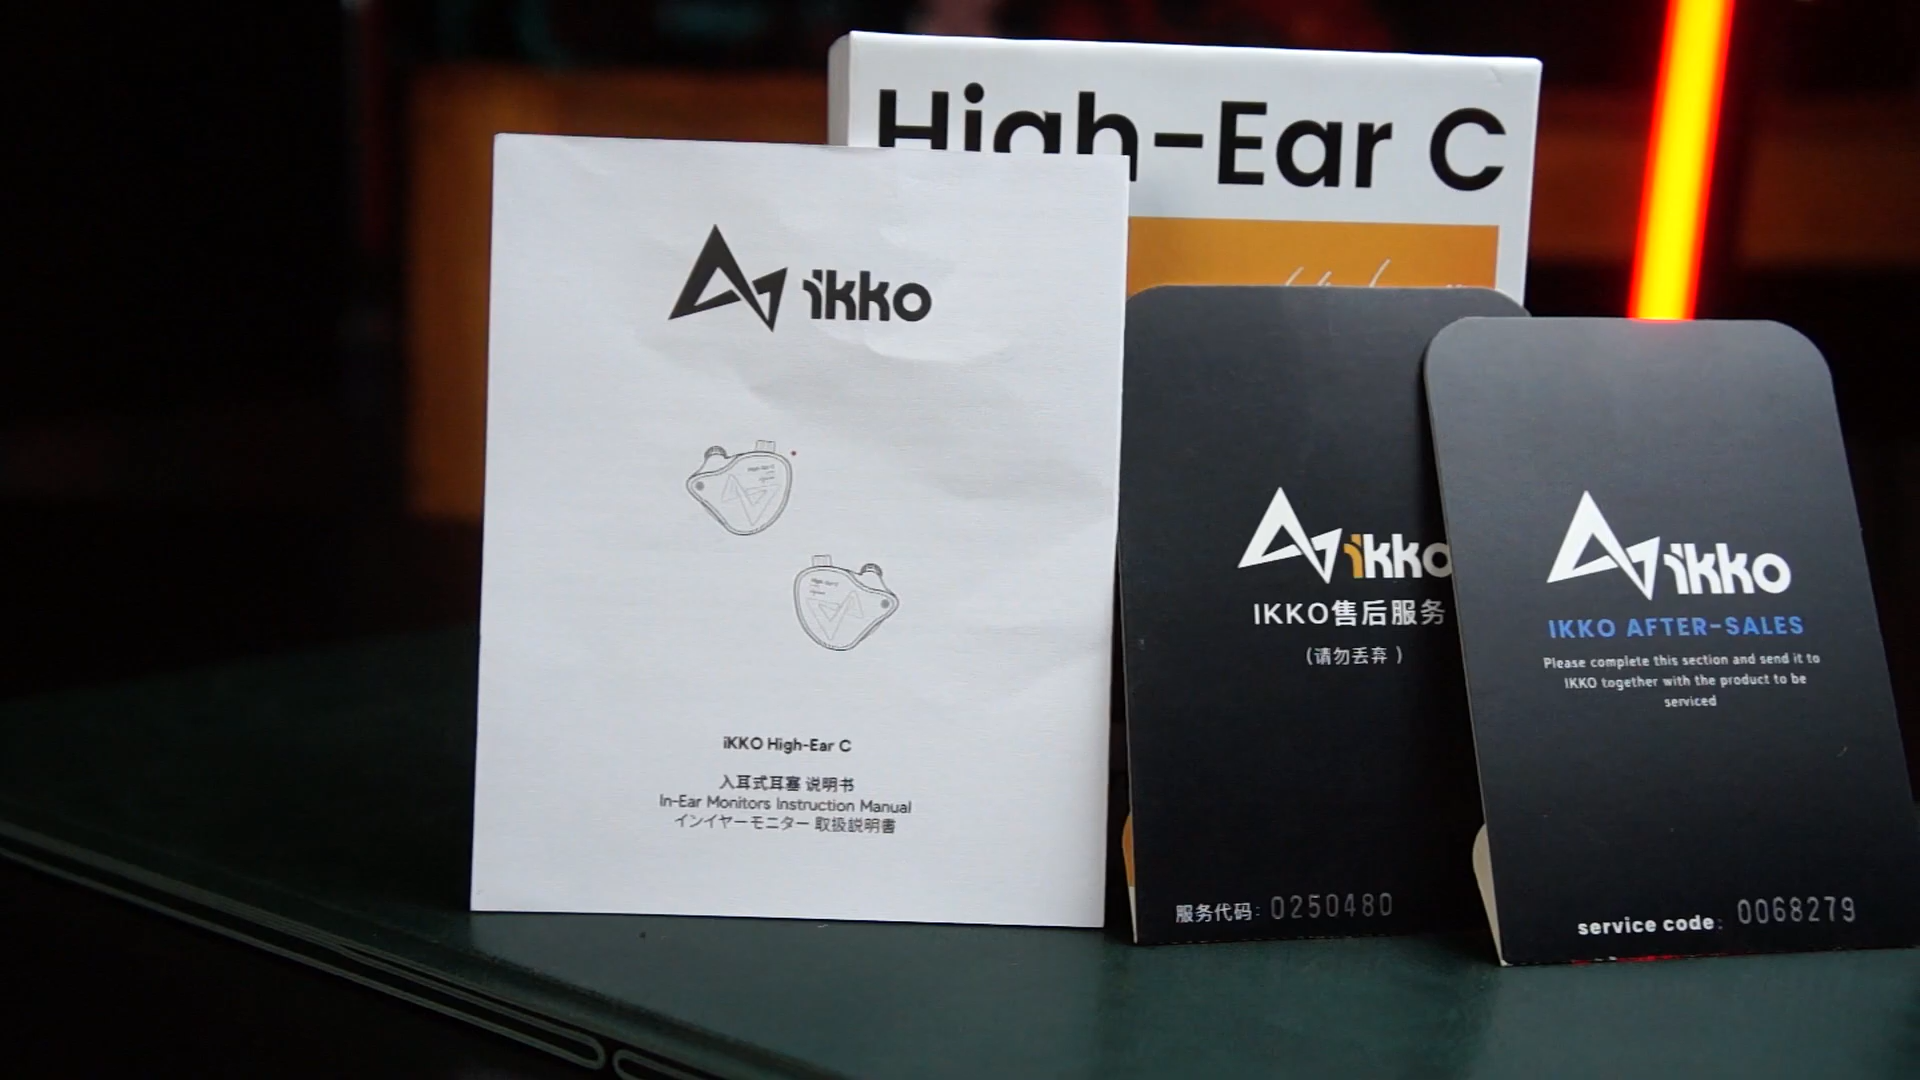 High-Ear C
ikko
iKKO High-Ear C
入耳式耳塞 说明书
In-Ear Monitors Instruction Manual
インイヤーモニター 取扱説明書
ikko
IKKO售后服务
(请勿丢弃 )
服务代码: 0250480
ikko
IKKO AFTER-SALES
Please complete this section and send it to
IKKO together with the product to be
serviced
service code: 0068279